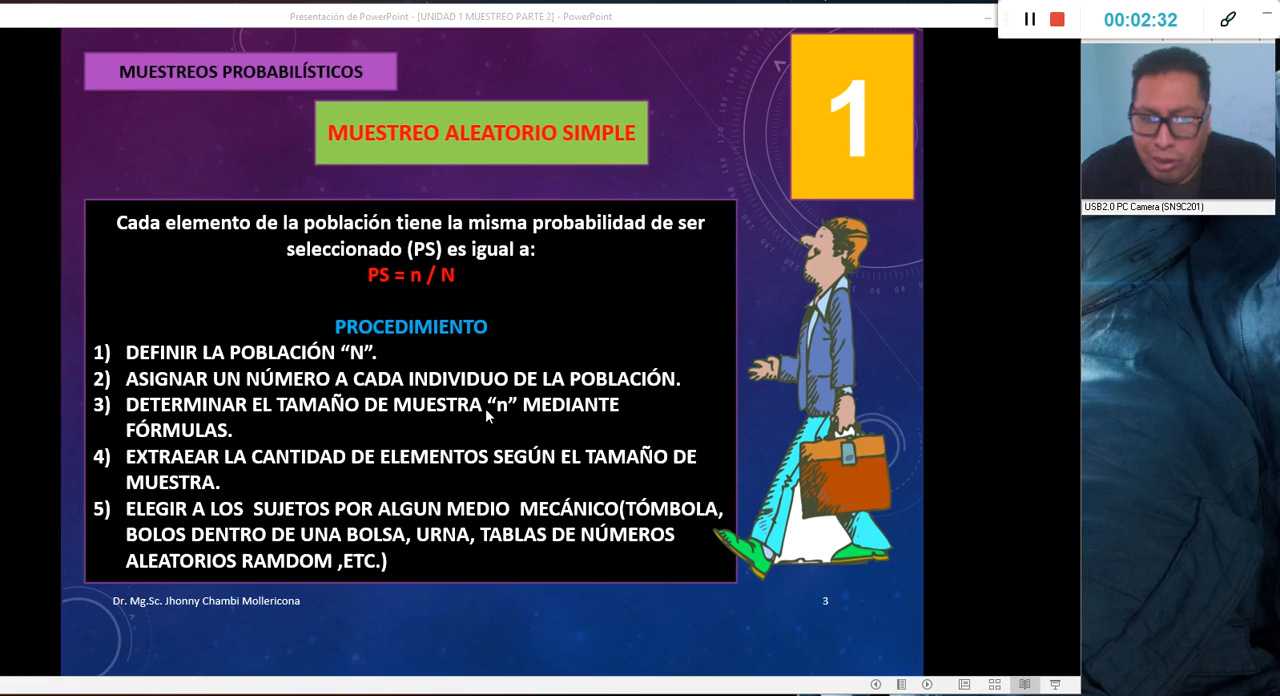 Presentación de PowerPoint - [UNIDAD 1 MUESTREO PARTE 2] - PowerPoint
00:02:32
MUESTREOS PROBABILÍSTICOS
1
MUESTREO ALEATORIO SIMPLE
USB2.0 PC Camera (SN9C201)
Cada elemento de la población tiene la misma probabilidad de ser
seleccionado (PS) es igual a:
PS = n / N
PROCEDIMIENTO
1) DEFINIR LA POBLACIÓN “N”.
2) ASIGNAR UN NÚMERO A CADA INDIVIDUO DE LA POBLACIÓN.
3) DETERMINAR EL TAMAÑO DE MUESTRA “n” MEDIANTE
FÓRMULAS.
4) EXTRAEAR LA CANTIDAD DE ELEMENTOS SEGÚN EL TAMAÑO DE
MUESTRA.
5) ELEGIR A LOS SUJETOS POR ALGUN MEDIO MECÁNICO(TÓMBOLA,
BOLOS DENTRO DE UNA BOLSA, URNA, TABLAS DE NÚMEROS
ALEATORIOS RAMDOM ,ETC.)
Dr. Mg.Sc. Jhonny Chambi Mollericona
3